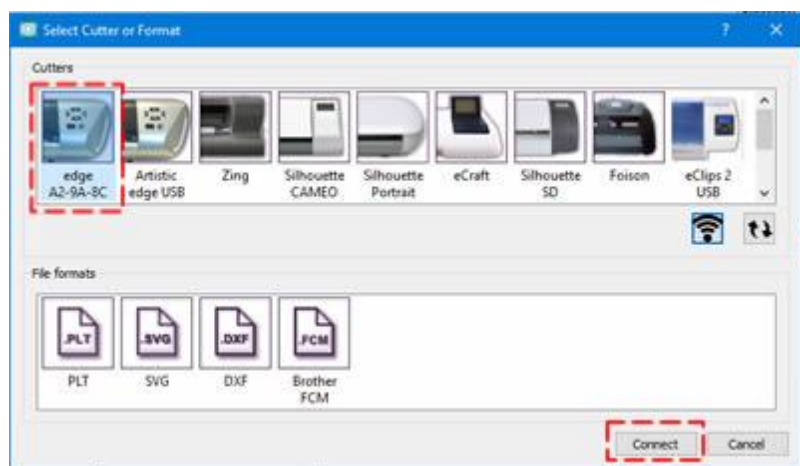 Select Cutter or Format
? ×
Cutters
edge Artistic Zing Silhouette Silhouette eCraft Silhouette Foison eClips 2
A2-9A-8C edge USB CAMEO Portrait SD USB
File formats
.PLT .SVG .DXF .FCM
PLT SVG DXF Brother
FCM
Connect Cancel